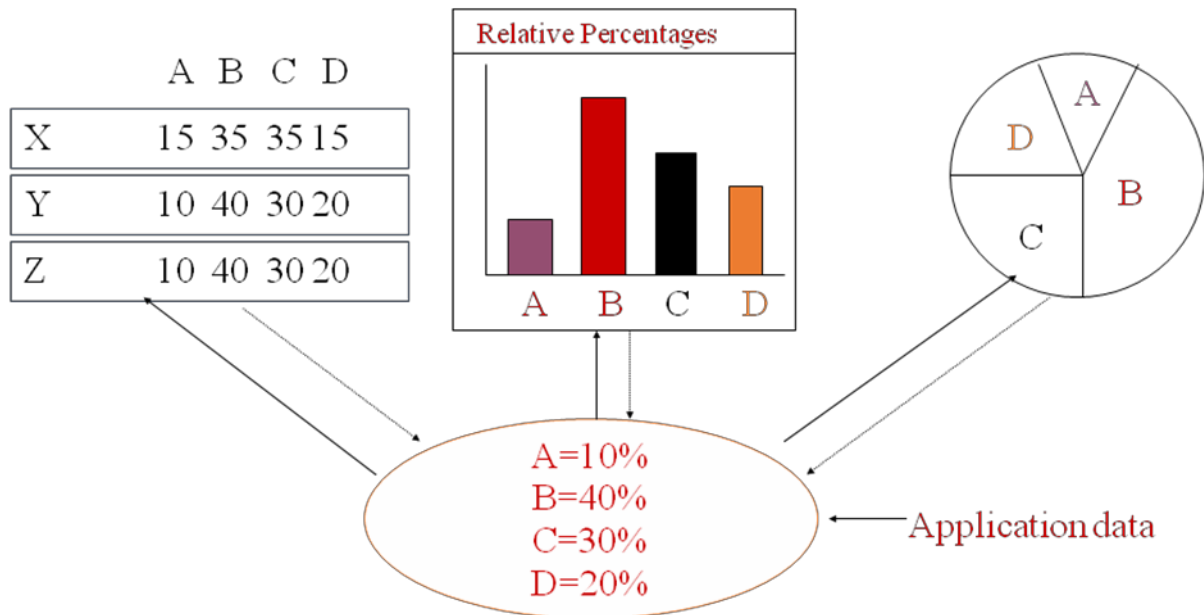 A B C D
X 15 35 35 15
Y 10 40 30 20
Z 10 40 30 20
Relative Percentages
A B C D
A
D
B
C
A=10%
B=40%
C=30%
D=20%
Application data